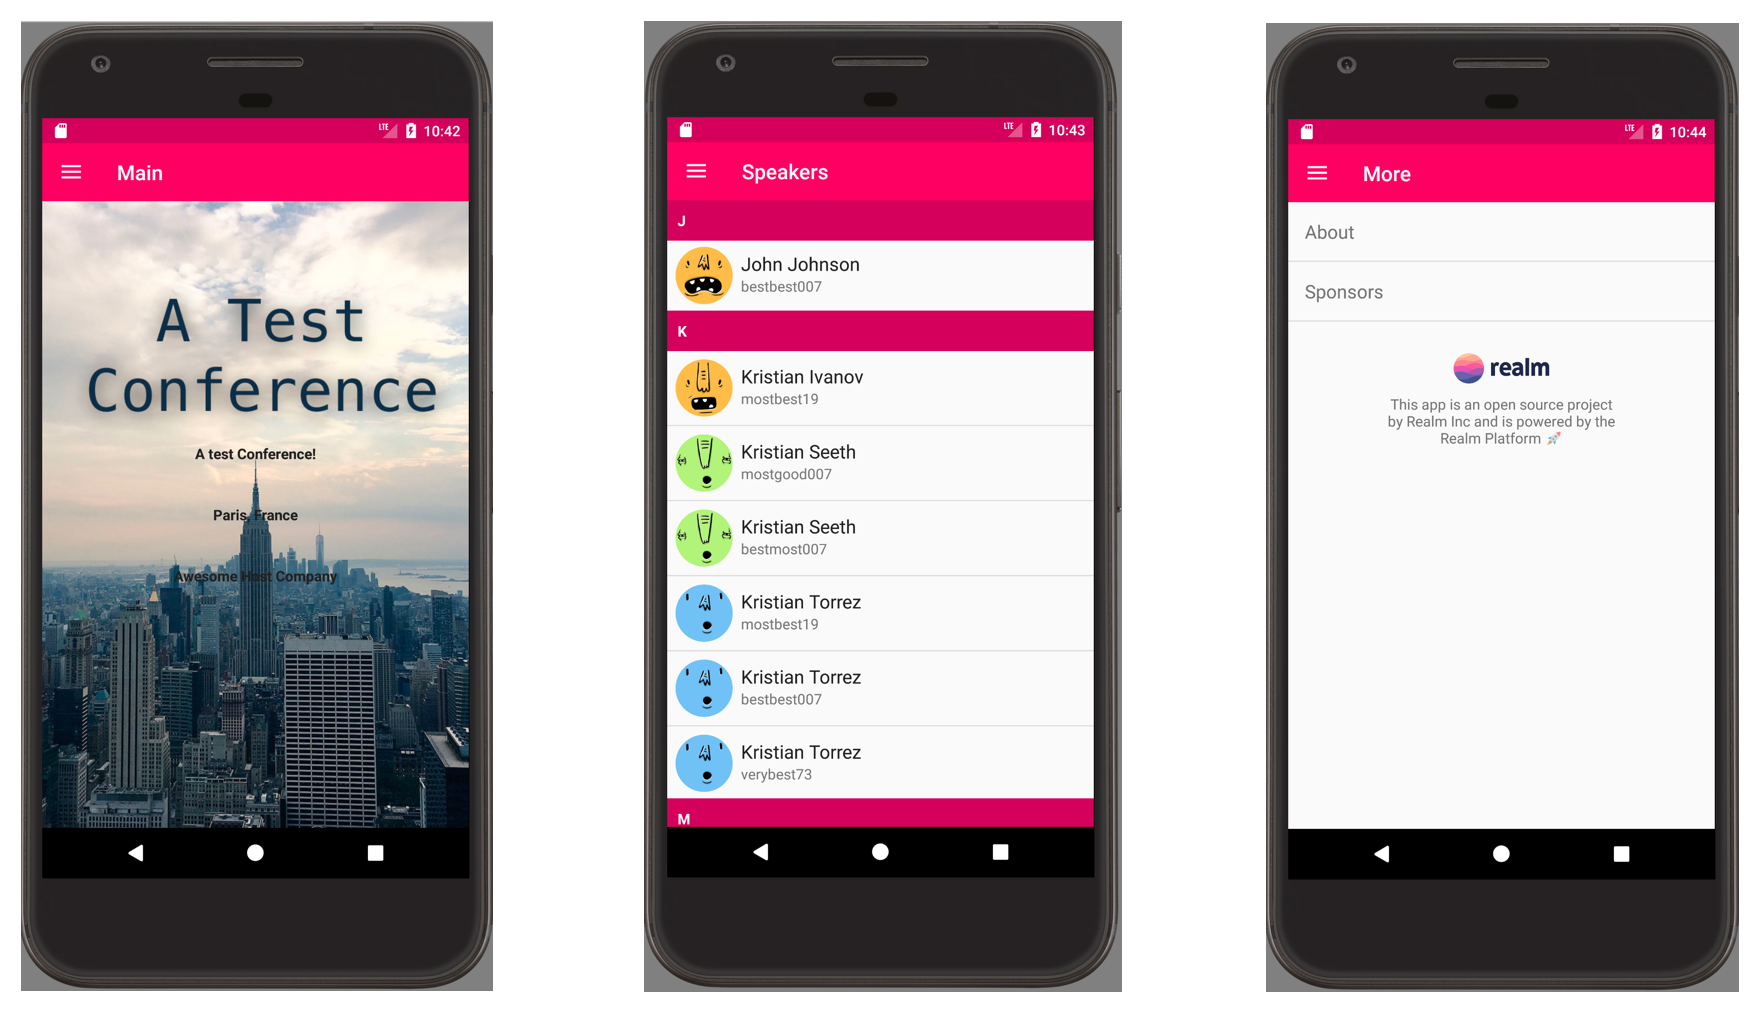 LTE 10:42
Main
A Test
Conference
A test Conference!
Paris, France
Awesome Host Company
LTE 10:43
Speakers
J
John Johnson
bestbest007
K
Kristian Ivanov
mostbest19
Kristian Seeth
mostgood007
Kristian Seeth
bestmost007
Kristian Torrez
mostbest19
Kristian Torrez
bestbest007
Kristian Torrez
verybest73
M
LTE 10:44
More
About
Sponsors
realm
This app is an open source project
by Realm Inc and is powered by the
Realm Platform 🚀